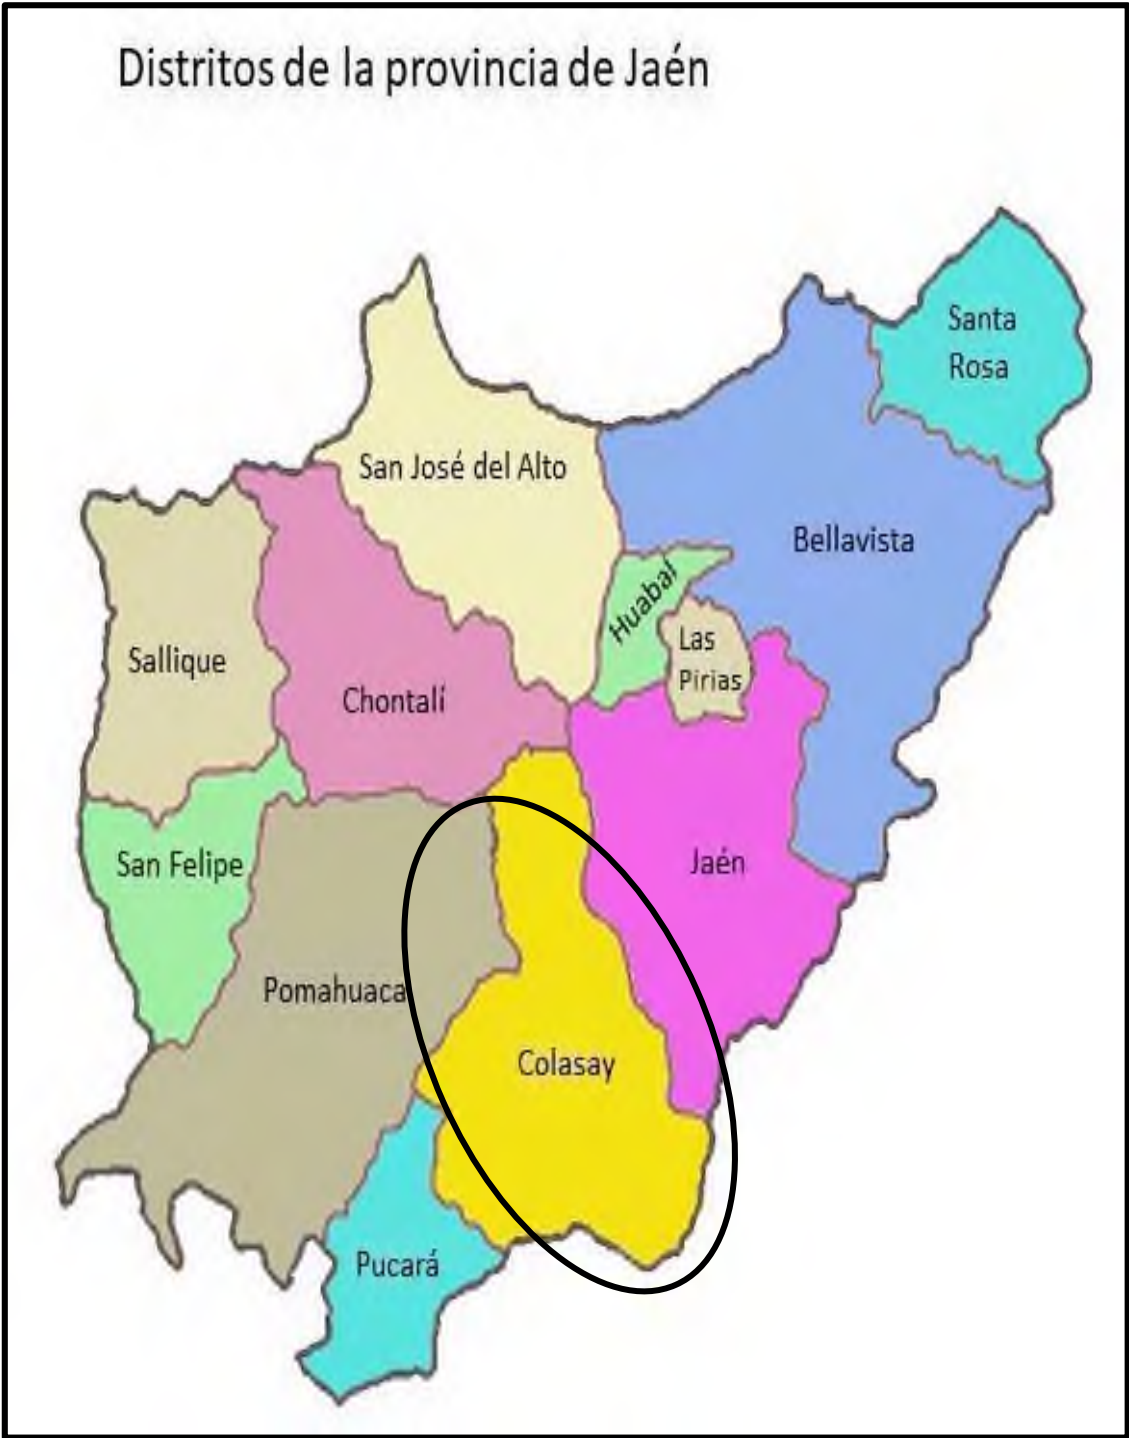 Distritos de la provincia de Jaén
Santa
Rosa
San José del Alto
Bellavista
Huabal
Las
Pirias
Sallique
Chontalí
San Felipe
Jaén
Pomahuaca
Colasay
Pucará